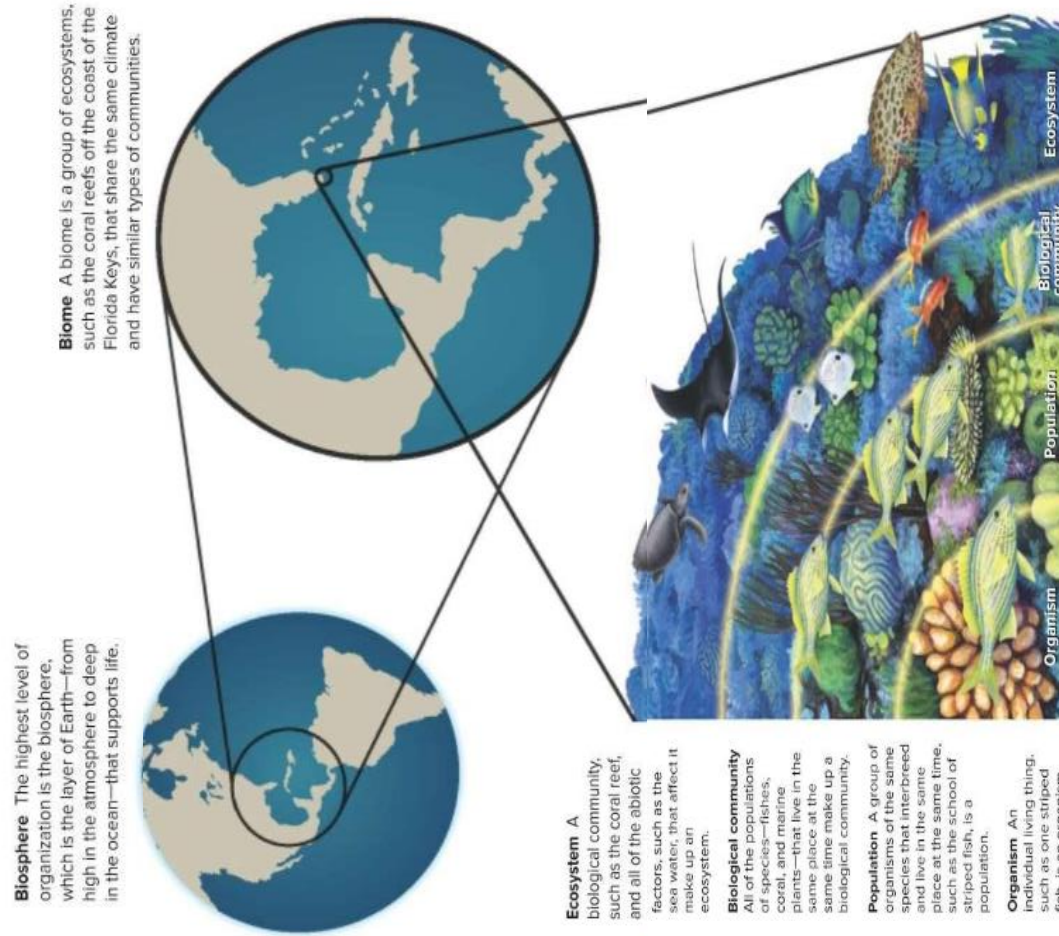 Biosphere The highest level of
organization is the biosphere,
which is the layer of Earth—from
high in the atmosphere to deep
in the ocean—that supports life.
Biome A biome is a group of ecosystems,
such as the coral reefs off the coast of the
Florida Keys, that share the same climate
and have similar types of communities.
Ecosystem A
biological community,
such as the coral reef,
and all of the abiotic
factors, such as the
sea water, that affect it
make up an
ecosystem.
Biological community
All of the populations
of species—fishes,
coral, and marine
plants—that live in the
same place at the
same time make up a
biological community.
Population A group of
organisms of the same
species that interbreed
and live in the same
place at the same time,
such as the school of
striped fish, is a
population.
Organism An
individual living thing,
such as one striped
fish, is an organism.
Organism
Population
Biological
community
Ecosystem